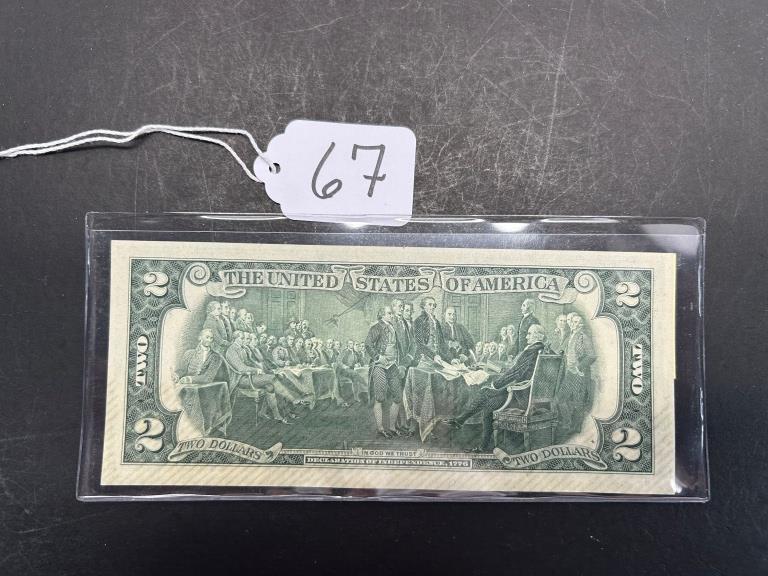 67
2 THE UNITED STATES OF AMERICA 2
TWO TWO
2 TWO DOLLARS IN GOD WE TRUST TWO DOLLARS 2
DECLARATION OF INDEPENDENCE, 1776